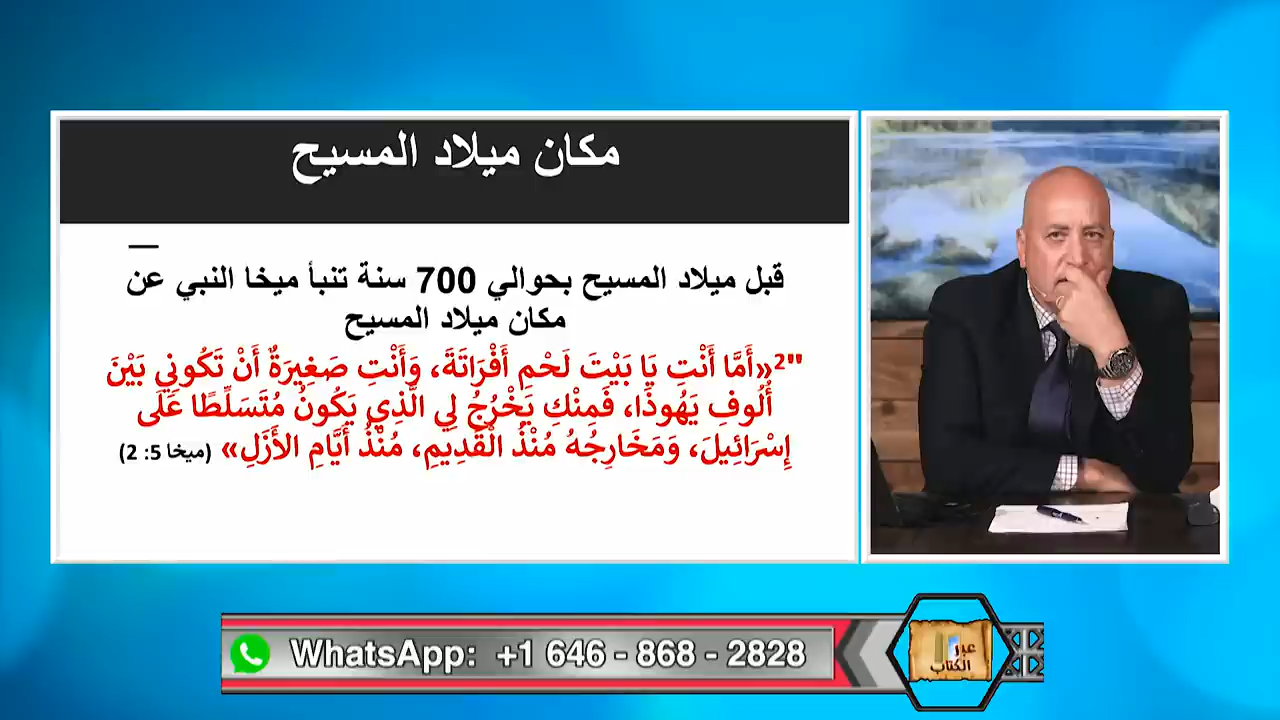 مكان ميلاد المسيح
قبل ميلاد المسيح بحوالي 700 سنة تنبأ ميخا النبي عن
مكان ميلاد المسيح
"2«أَمَّا أَنْتِ يَا بَيْتَ لَحْمِ أَفْرَاتَةَ، وَأَنْتِ صَغِيرَةٌ أَنْ تَكُونِي بَيْنَ
أُلُوفِ يَهُوذَا، فَمِنْكِ يَخْرُجُ لِي الَّذِي يَكُونُ مُتَسَلِّطًا عَلَى
إِسْرَائِيلَ، وَمَخَارِجُهُ مُنْذُ الْقَدِيمِ، مُنْذُ أَيَّامِ الأَزَلِ» (ميخا 5: 2)
WhatsApp: +1 646 - 868 - 2828
عبر
الكتاب